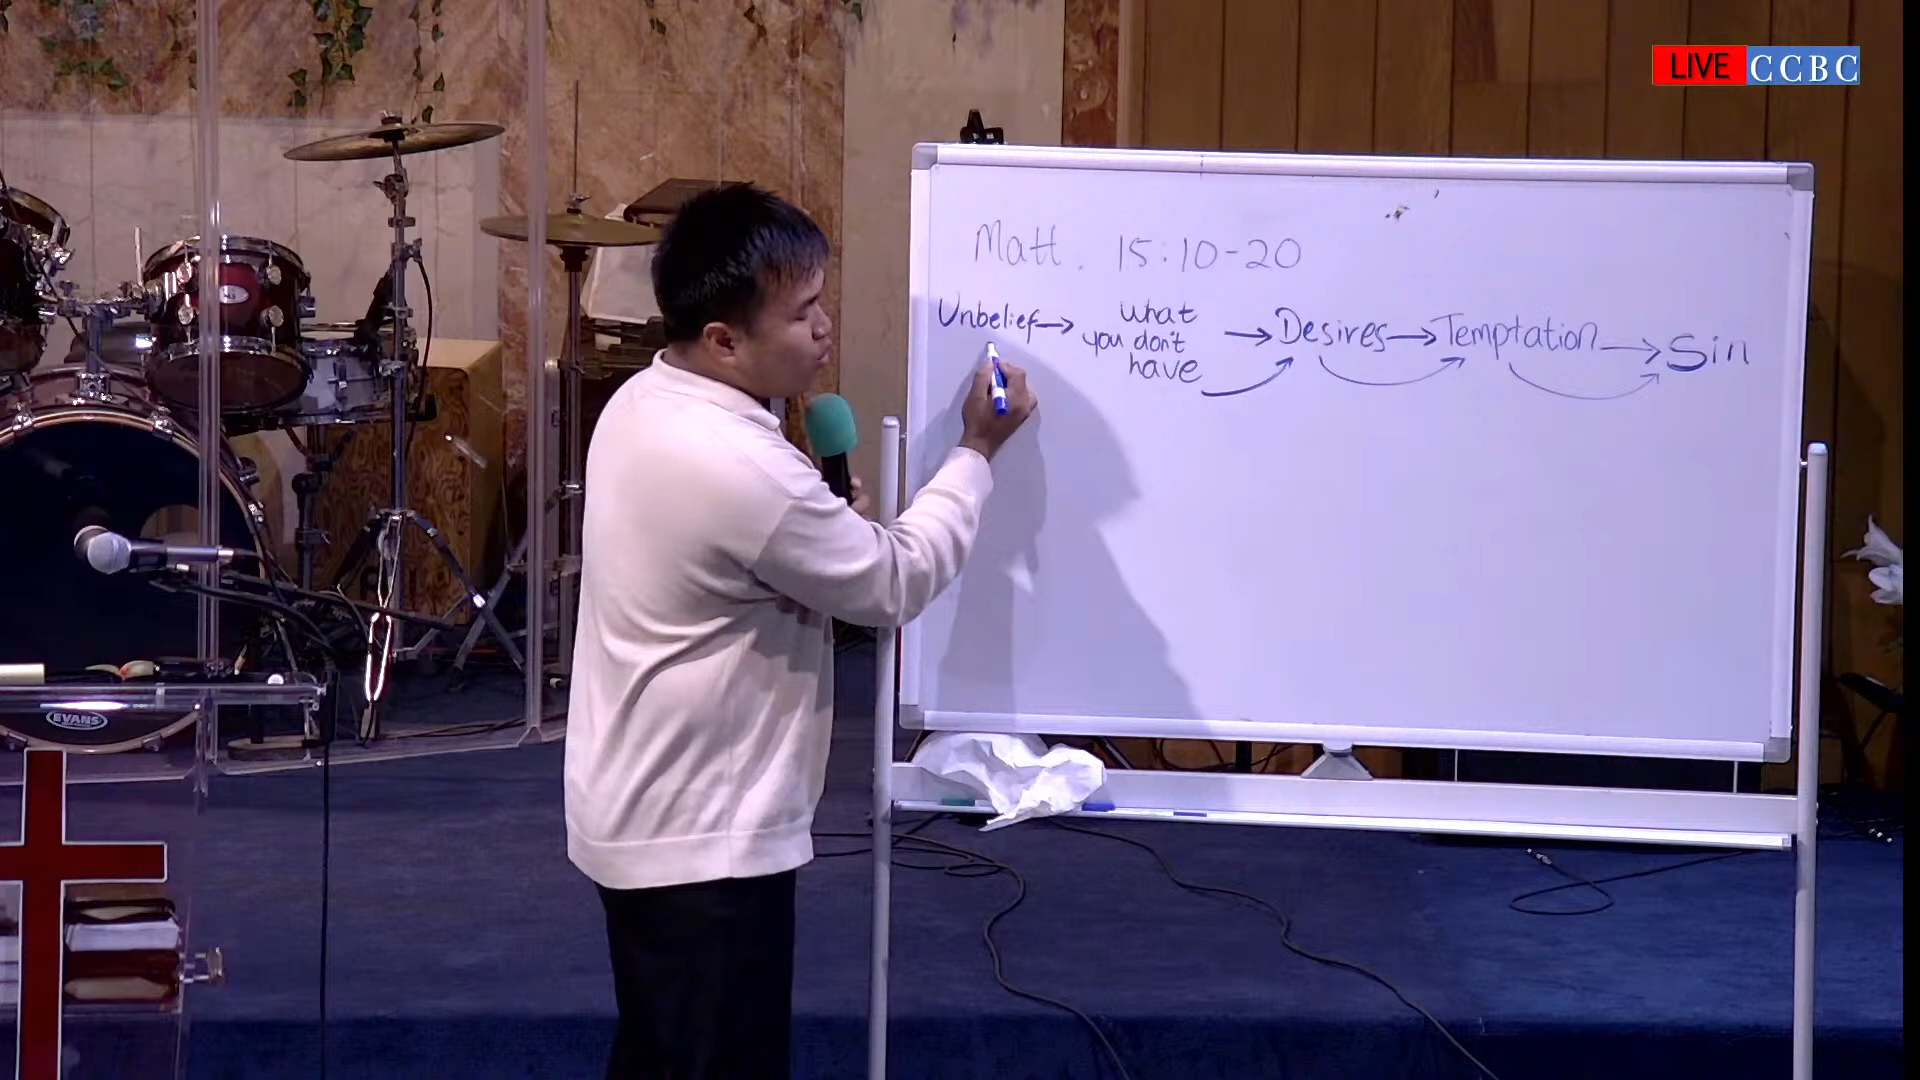 LIVE CCBC
Matt. 15:10-20
Unbelief → what you don't have → Desires → Temptation → Sin
EVANS